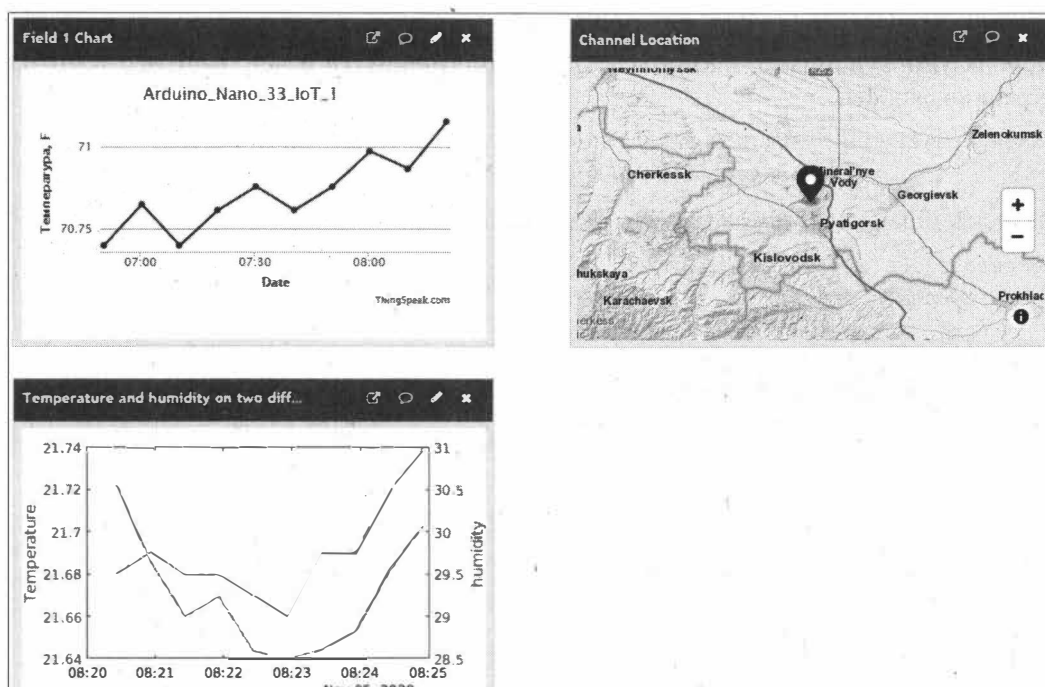 Field 1 Chart
Arduino_Nano_33_IoT_1
Температура, F
71
70.75
07:00 07:30 08:00
Date
ThingSpeak.com
Channel Location
Zelenokumsk
Cherkessk
Mineral'nye
Vody
Georgievsk
+
Pyatigorsk
−
Kislovodsk
hukskaya
Karachaevsk
Prokhlad
Temperature and humidity on two diff...
Temperature
humidity
21.74 31
21.72 30.5
21.7 30
21.68 29.5
21.66 29
21.64 28.5
08:20 08:21 08:22 08:23 08:24 08:25